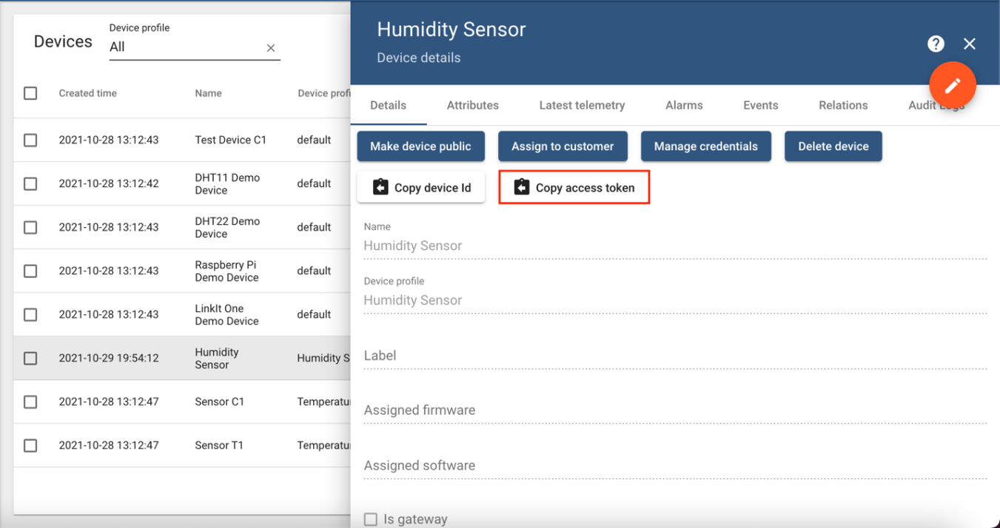 Devices
Device profile
All
Created time Name Device profi
2021-10-28 13:12:43 Test Device C1 default
2021-10-28 13:12:42 DHT11 Demo Device default
2021-10-28 13:12:43 DHT22 Demo Device default
2021-10-28 13:12:43 Raspberry Pi Demo Device default
2021-10-28 13:12:43 LinkIt One Demo Device default
2021-10-29 19:54:12 Humidity Sensor Humidity S
2021-10-28 13:12:47 Sensor C1 Temperatu
2021-10-28 13:12:47 Sensor T1 Temperatu
Humidity Sensor
Device details
?
Details Attributes Latest telemetry Alarms Events Relations Audit Logs
Make device public Assign to customer Manage credentials Delete device
Copy device Id Copy access token
Name
Humidity Sensor
Device profile
Humidity Sensor
Label
Assigned firmware
Assigned software
Is gateway